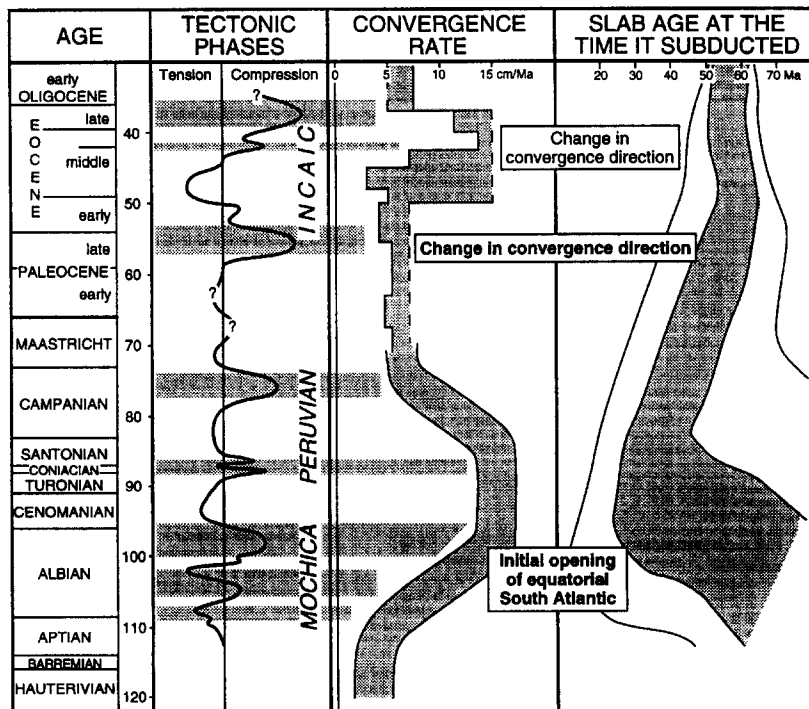 AGE
TECTONIC
PHASES
CONVERGENCE
RATE
SLAB AGE AT THE
TIME IT SUBDUCTED
Tension
Compression
0 5 10 15 cm/Ma
20 30 40 50 60 70 Ma
early
OLIGOCENE
EOCENE
late
middle
early
late
PALEOCENE
early
MAASTRICHT
CAMPANIAN
SANTONIAN
CONIACIAN
TURONIAN
CENOMANIAN
ALBIAN
APTIAN
BARREMIAN
HAUTERIVIAN
40
50
60
70
80
90
100
110
120
?
?
?
INCAIC
PERUVIAN
MOCHICA
Change in
convergence direction
Change in convergence direction
Initial opening
of equatorial
South Atlantic